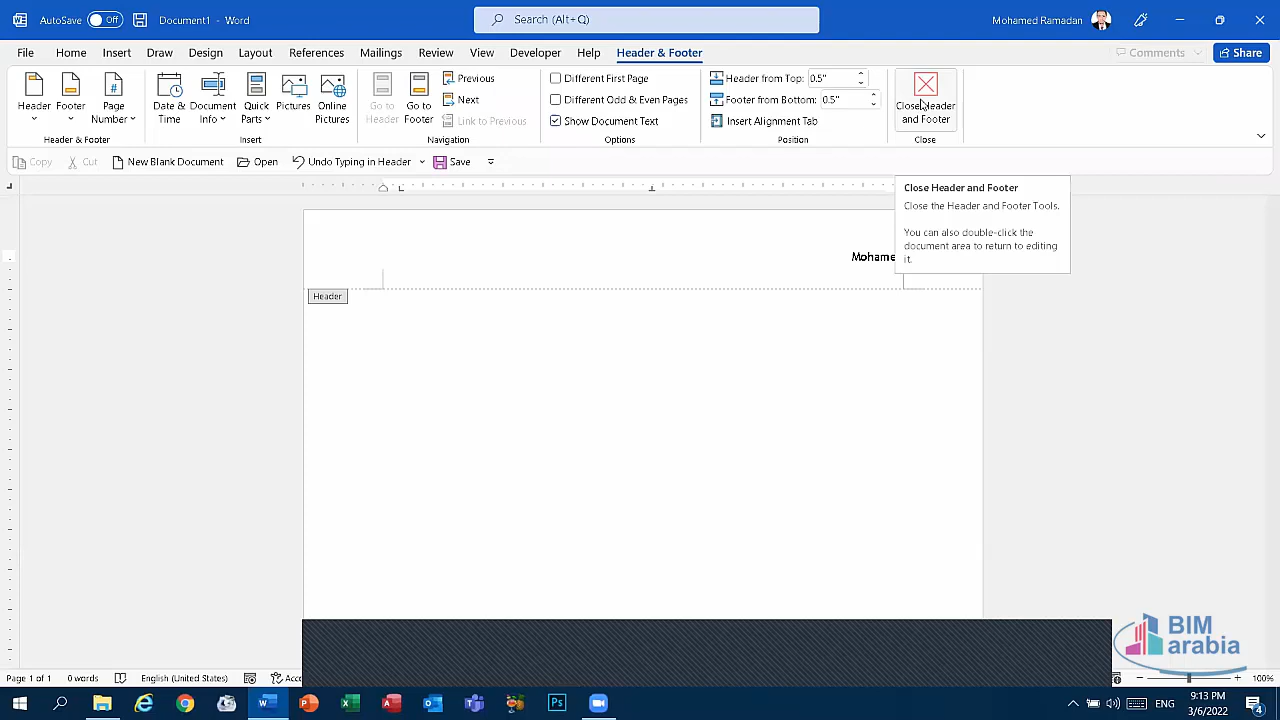 AutoSave Off Document1 - Word Search (Alt+Q) Mohamed Ramadan
File Home Insert Draw Design Layout References Mailings Review View Developer Help Header & Footer Comments Share
Header Footer Page Number
Header & Footer
Date & Time Document Info Quick Parts Pictures Online Pictures
Insert
Go to Header Go to Footer
Previous
Next
Link to Previous
Navigation
Different First Page
Different Odd & Even Pages
Show Document Text
Options
Header from Top: 0.5"
Footer from Bottom: 0.5"
Insert Alignment Tab
Position
Close Header and Footer
Close
Copy Cut New Blank Document Open Undo Typing in Header Save
Close Header and Footer
Close the Header and Footer Tools.
You can also double-click the
document area to return to editing
it.
Mohame
Header
BIM
arabia
Page 1 of 1 0 words English (United States) Acc 100%
9:13 PM
ENG
3/6/2022
4